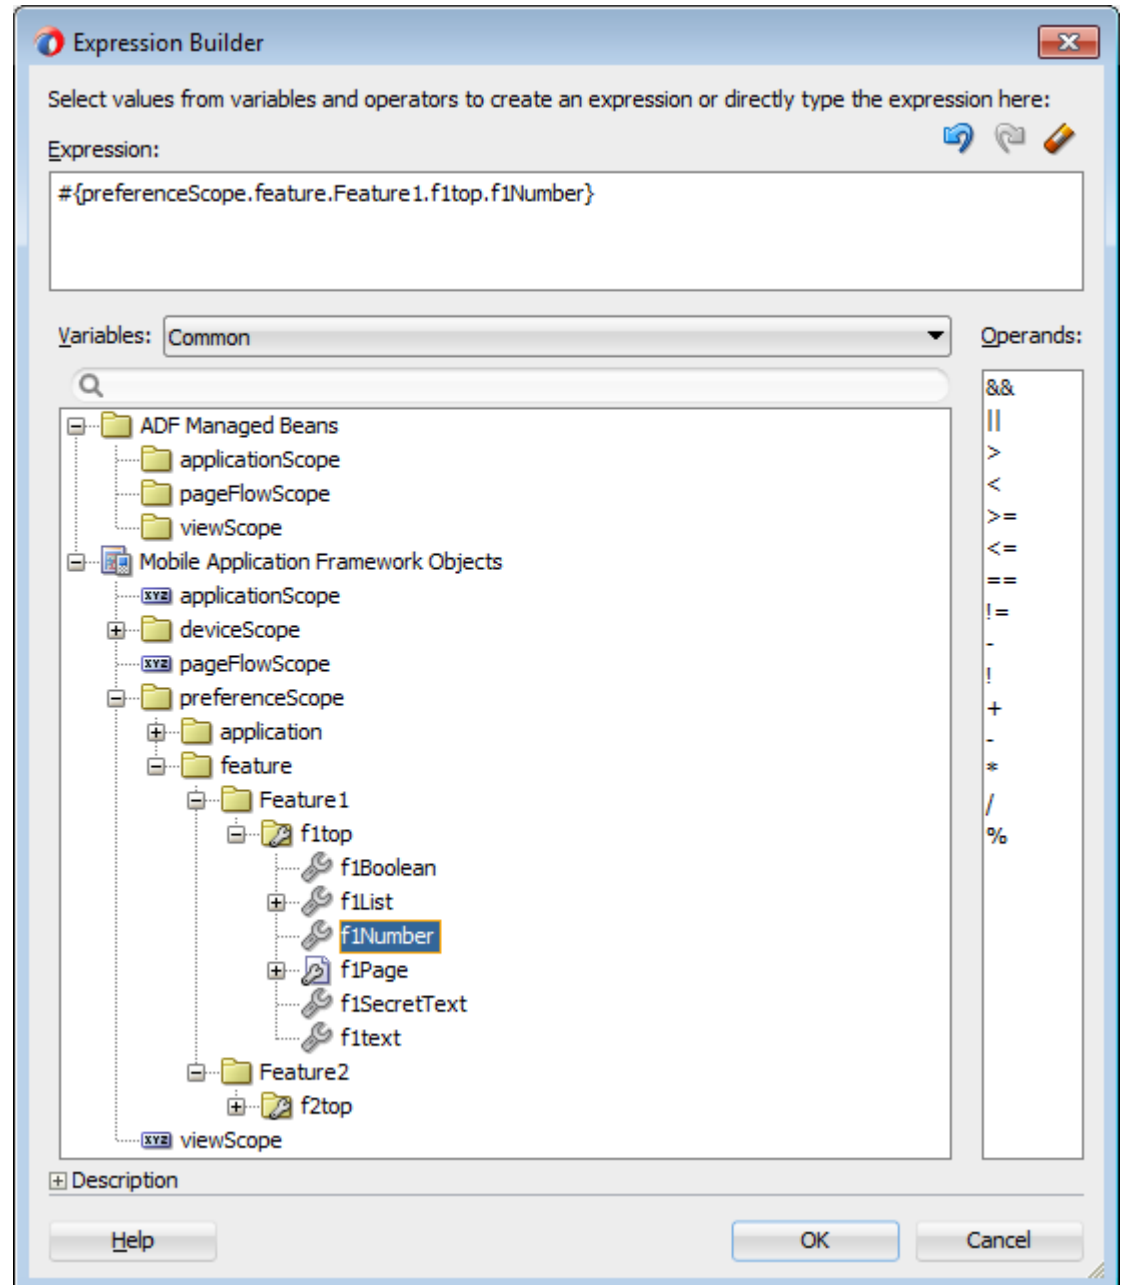 Expression Builder
Select values from variables and operators to create an expression or directly type the expression here:
Expression:
#{preferenceScope.feature.Feature1.f1top.f1Number}
Variables: Common
Operands:
ADF Managed Beans
applicationScope
pageFlowScope
viewScope
Mobile Application Framework Objects
XYZ applicationScope
deviceScope
XYZ pageFlowScope
preferenceScope
application
feature
Feature1
f1top
f1Boolean
f1List
f1Number
f1Page
f1SecretText
f1text
Feature2
f2top
XYZ viewScope
&&
||
>
<
>=
<=
==
!=
-
!
+
-
*
/
%
Description
Help
OK
Cancel